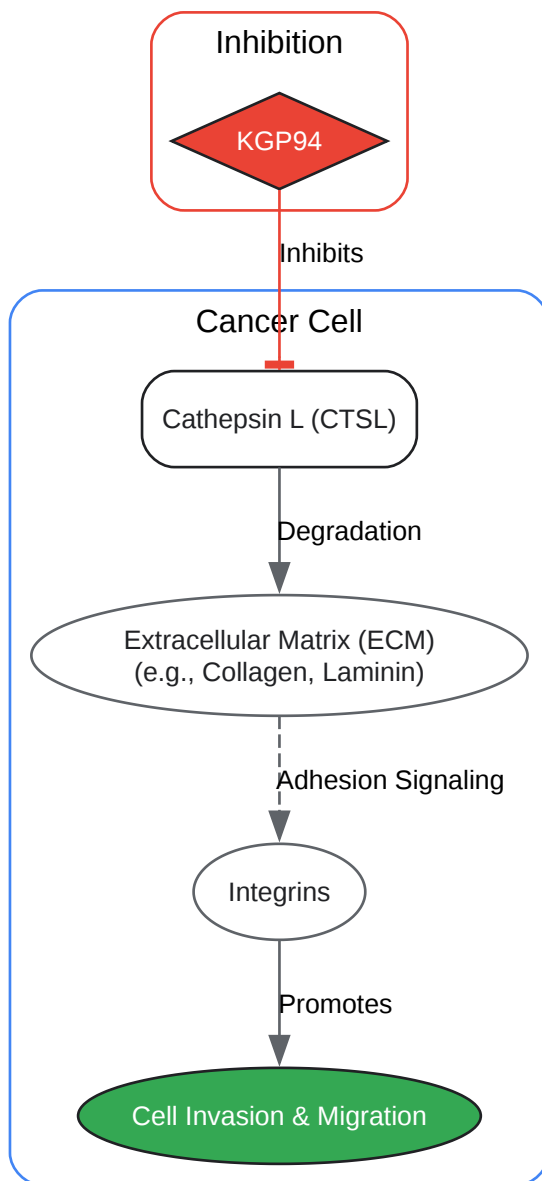 Inhibition
KGP94
Inhibits
Cancer Cell
Cathepsin L (CTSL)
Degradation
Extracellular Matrix (ECM)
(e.g., Collagen, Laminin)
Adhesion Signaling
Integrins
Promotes
Cell Invasion & Migration